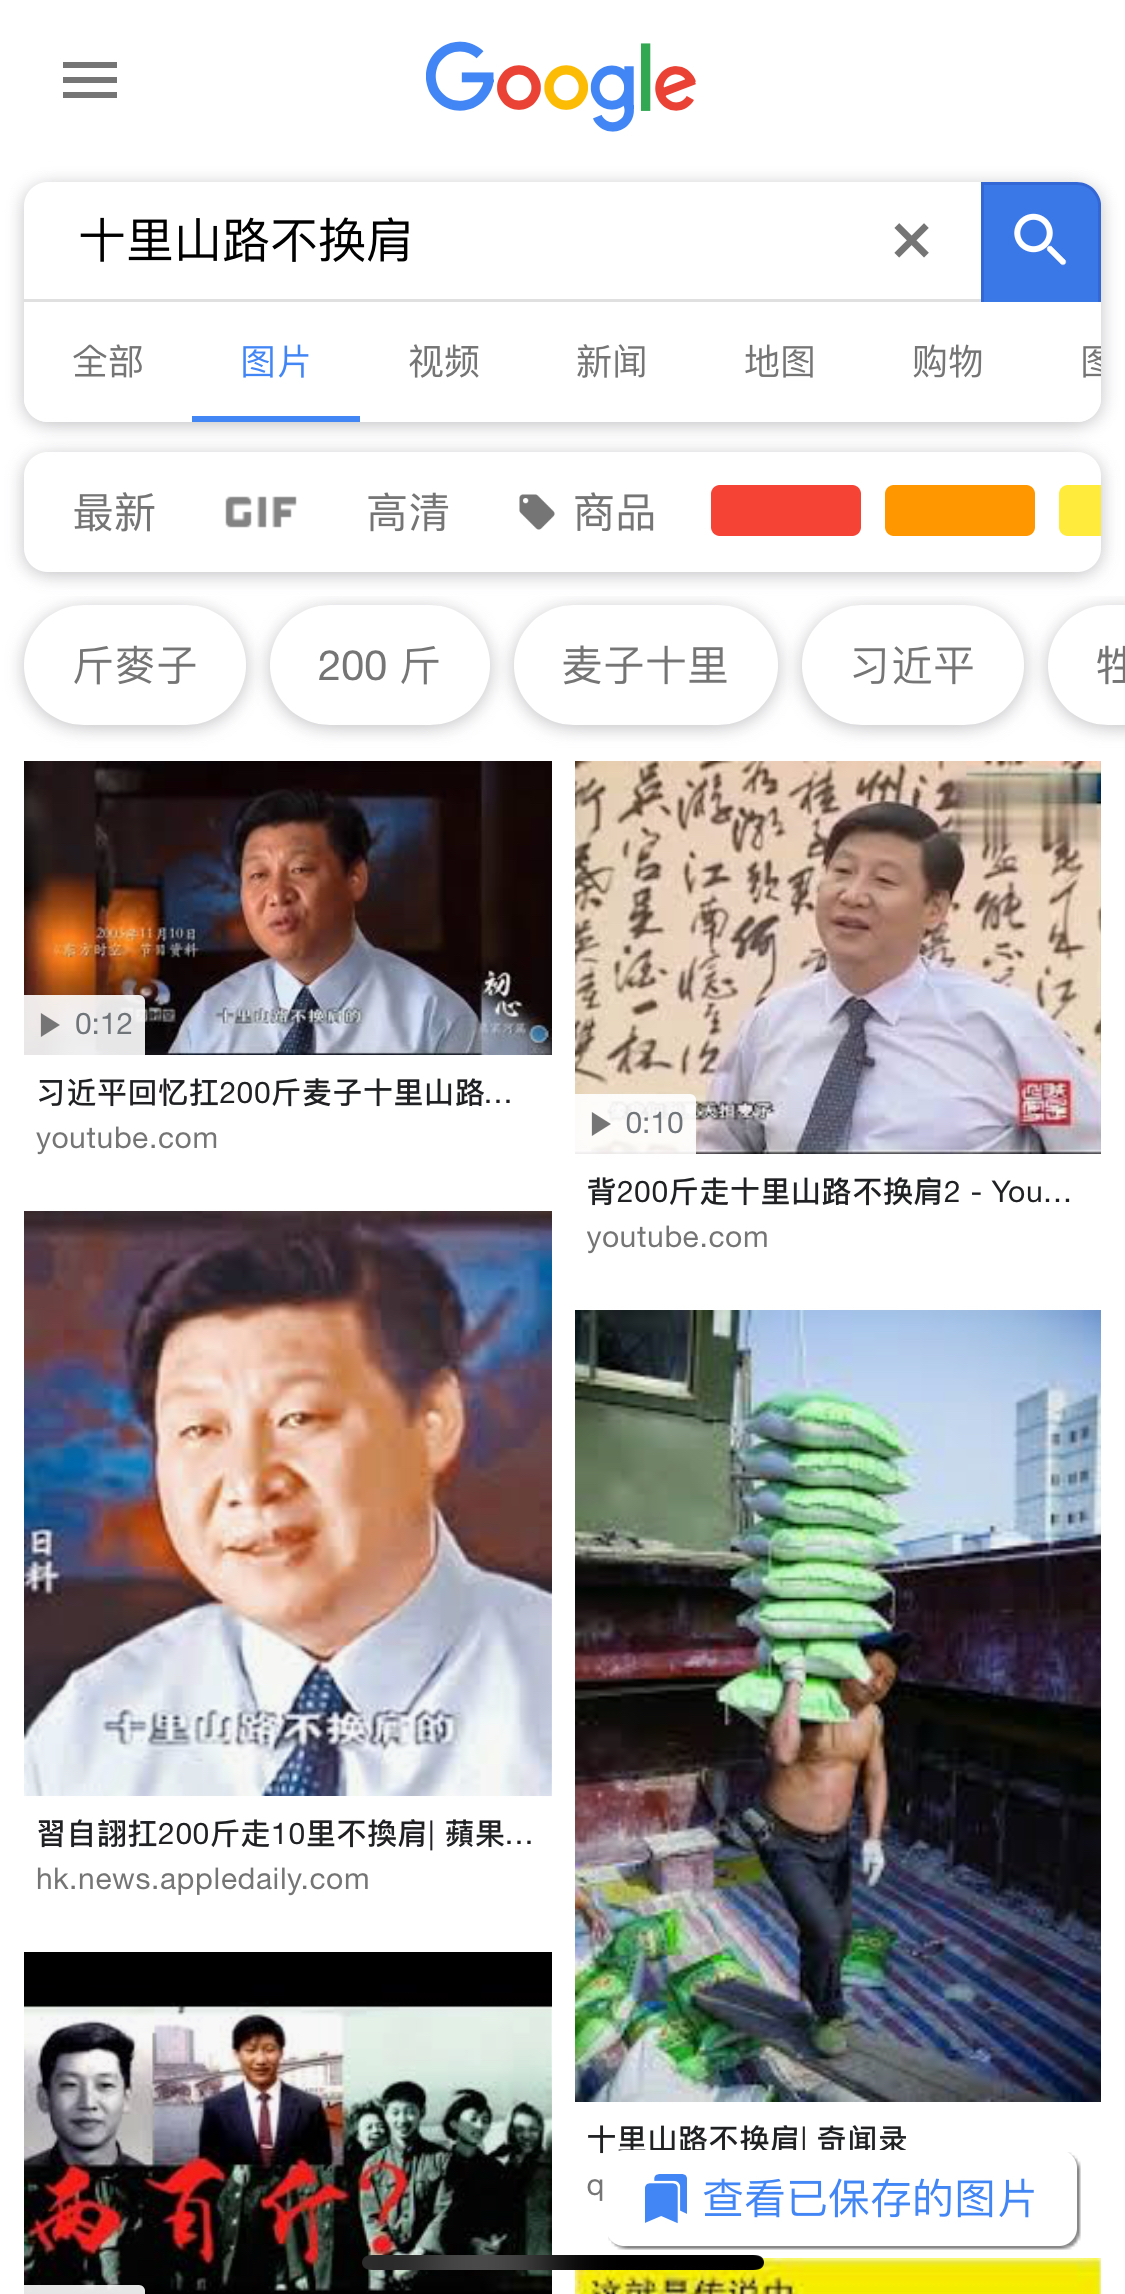 Google
十里山路不换肩
全部 图片 视频 新闻 地图 购物
最新 GIF 高清 商品
斤麥子 200 斤 麦子十里 习近平 牲
2003年11月10日
《东方时空》节目资料
初心
十里山路不换肩的
0:12
习近平回忆扛200斤麦子十里山路...
youtube.com
0:10
背200斤走十里山路不换肩2 - You...
youtube.com
日
料
十里山路不换肩的
習自詡扛200斤走10里不換肩| 蘋果...
hk.news.appledaily.com
两百斤?
十里山路不换肩| 奇闻录
q
查看已保存的图片
这就是传说中